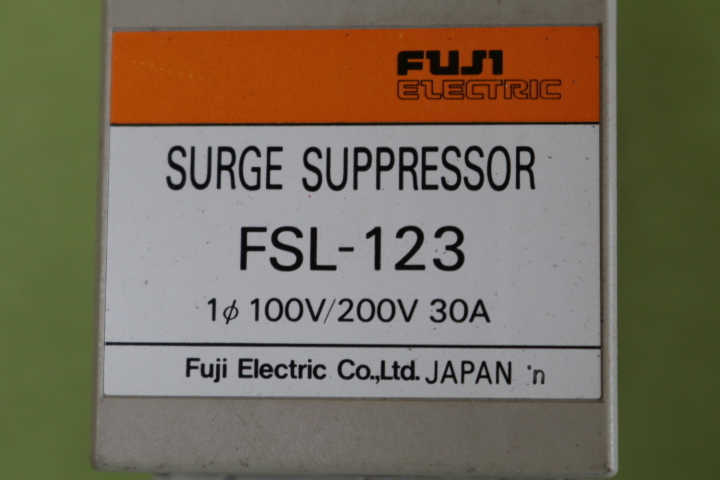 FUJI
ELECTRIC
SURGE SUPPRESSOR
FSL-123
1φ 100V/200V 30A
Fuji Electric Co.,Ltd. JAPAN n